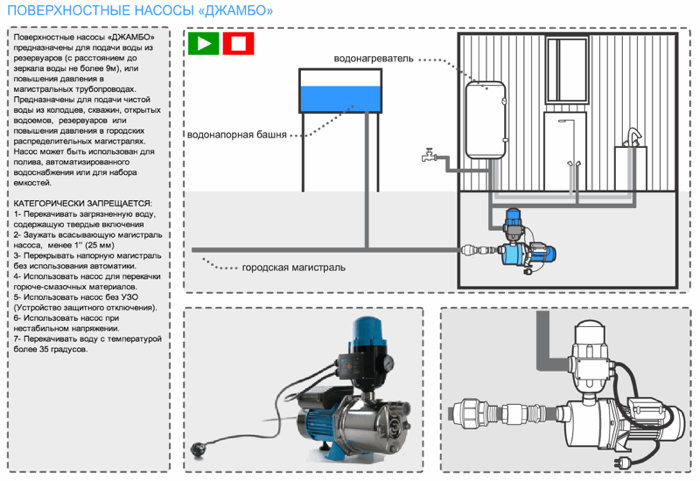 ПОВЕРХНОСТНЫЕ НАСОСЫ «ДЖАМБО»
Поверхностные насосы «ДЖАМБО»
предназначены для подачи воды из
резервуаров (с расстоянием до
зеркала воды не более 9м), или
повышения давления в
магистральных трубопроводах.
Предназначены для подачи чистой
воды из колодцев, скважин, открытых
водоемов, резервуаров или
повышения давления в городских
распределительных магистралях.
Насос может быть использован для
полива, автоматизированного
водоснабжения или для набора
емкостей.
КАТЕГОРИЧЕСКИ ЗАПРЕЩАЕТСЯ:
1- Перекачивать загрязненную воду,
содержащую твердые включения
2- Заужать всасывающую магистраль
насоса, менее 1'' (25 мм)
3- Перекрывать напорную магистраль
без использования автоматики.
4- Использовать насос для перекачки
горюче-смазочных материалов.
5- Использовать насос без УЗО
(Устройство защитного отключения).
6- Использовать насос при
нестабильном напряжении.
7- Перекачивать воду с температурой
более 35 градусов.
водонагреватель
водонапорная башня
городская магистраль